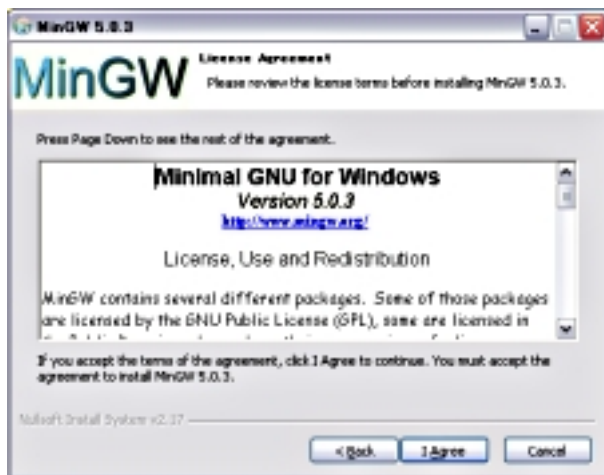 MinGW 5.0.3
MinGW
License Agreement
Please review the license terms before installing MinGW 5.0.3.
Press Page Down to see the rest of the agreement.
Minimal GNU for Windows
Version 5.0.3
http://www.mingw.org/
License, Use and Redistribution
MinGW contains several different packages. Some of those packages
are licensed by the GNU Public License (GPL), some are licensed in
If you accept the terms of the agreement, click I Agree to continue. You must accept the
agreement to install MinGW 5.0.3.
Nullsoft Install System v2.17
< Back
I Agree
Cancel